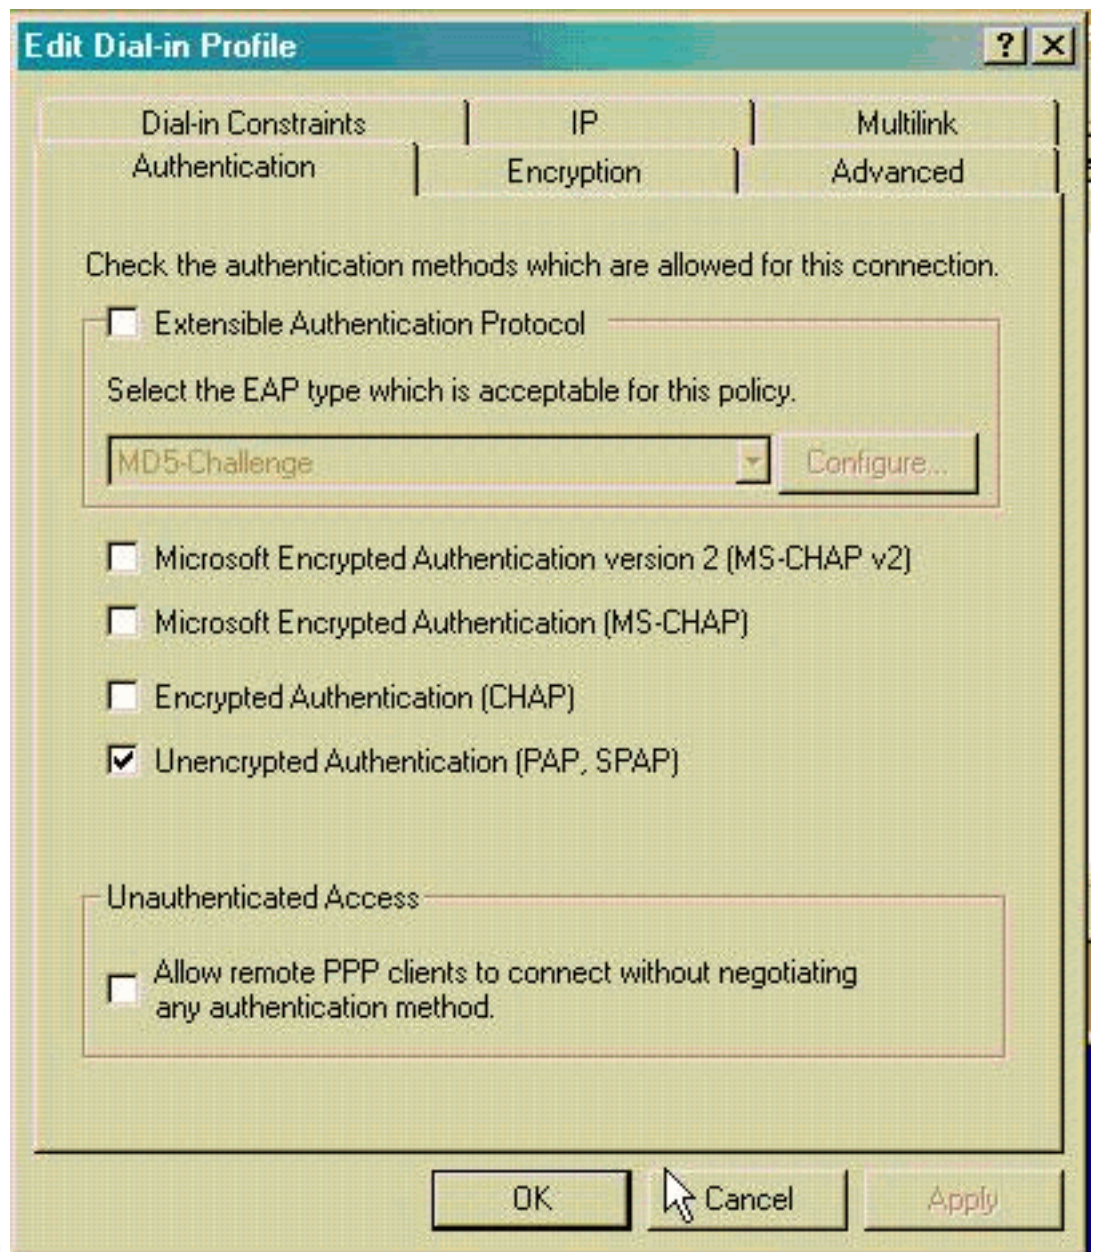 Edit Dial-in Profile
Dial-in Constraints IP Multilink
Authentication Encryption Advanced
Check the authentication methods which are allowed for this connection.
Extensible Authentication Protocol
Select the EAP type which is acceptable for this policy.
MD5-Challenge Configure...
Microsoft Encrypted Authentication version 2 (MS-CHAP v2)
Microsoft Encrypted Authentication (MS-CHAP)
Encrypted Authentication (CHAP)
Unencrypted Authentication (PAP, SPAP)
Unauthenticated Access
Allow remote PPP clients to connect without negotiating
any authentication method.
OK Cancel Apply